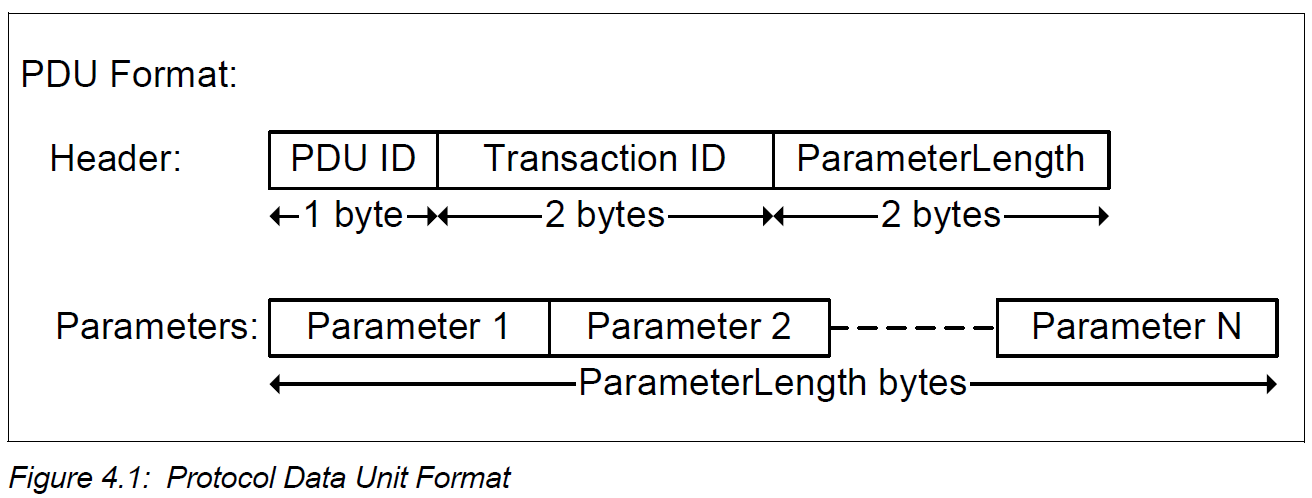 PDU Format:
Header: PDU ID Transaction ID ParameterLength
1 byte 2 bytes 2 bytes
Parameters: Parameter 1 Parameter 2 Parameter N
ParameterLength bytes
Figure 4.1: Protocol Data Unit Format